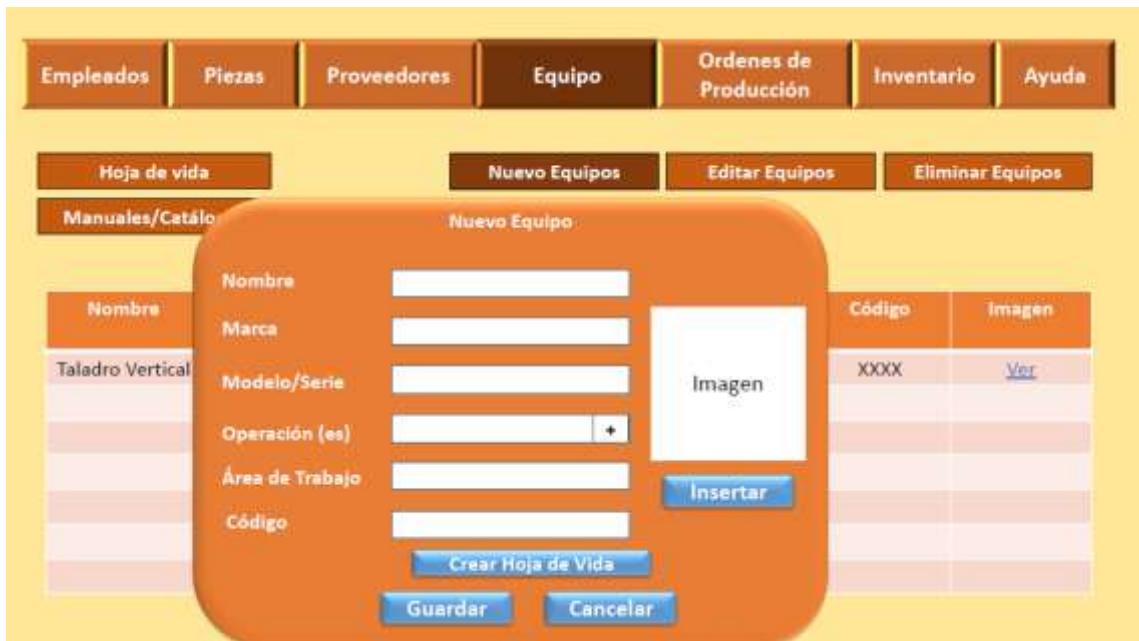 Empleados
Piezas
Proveedores
Equipo
Ordenes de
Producción
Inventario
Ayuda
Hoja de vida
Nuevo Equipos
Editar Equipos
Eliminar Equipos
Manuales/Catálo
Nuevo Equipo
Nombre
Marca
Modelo/Serie
Operación (es)
+
Área de Trabajo
Código
Imagen
Insertar
Crear Hoja de Vida
Guardar
Cancelar
Nombre
Código
Imagen
Taladro Vertical
XXXX
Ver